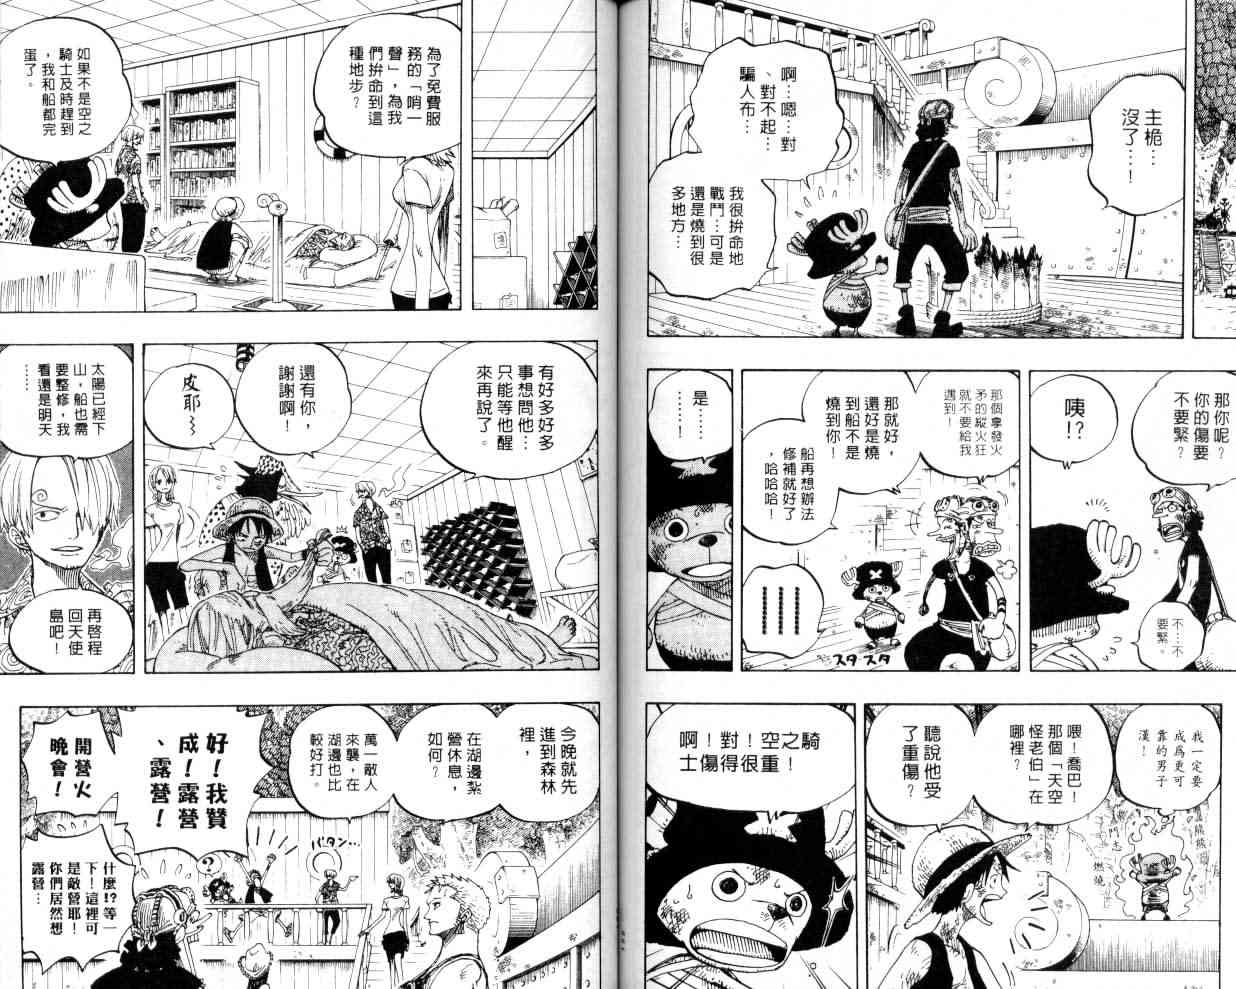 主桅…
沒了…！
啊…嗯…對
、對不起…
騙人布…
我很拚命地
戰鬥…可是
還是燒到很
多地方…
那你呢？
你的傷要
不要緊？
咦!?
不…不
要緊。
那個拿發火
矛的縱火狂
就不要給我
遇到！
那就好，
還好是燒
到船不是
燒到你！
船再想辦法
修補就好了
，哈哈哈！
スタスタ
是……
……！
我一定要
成為更可
靠的男子
漢！
鬥志
燃燒
熊熊
喂！喬巴！
那個「天空
怪老伯」在
哪裡？
聽說他受
了重傷？
啊！對！空之騎
士傷得很重！
為了免費服
務的「哨一
聲」，為我
們拚命到這
種地步？
如果不是空之
騎士及時趕到
，我和船都完
蛋了。
有好多好多
事想問他…
只能等他醒
來再說了。
還有你，
謝謝啊！
皮耶～
太陽已經下
山，船也需
要整修，我
看還是明天
……
再啓程
回天使
島吧！
今晚就先
進到森林
裡，
在湖邊紮
營休息，
如何？
萬一敵人
來襲，在
湖邊也比
較好打。
バタン…
好！我贊
成！露營
、露營！
開營火
晚會！
什麼!?等一
下！這裡可
是敵營耶！
你們居然想
露營…